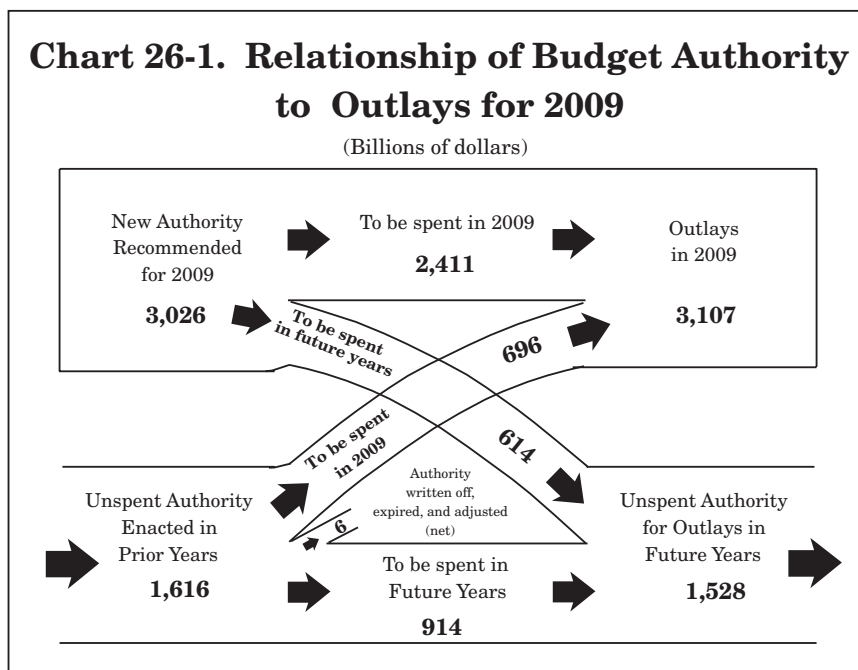 Chart 26-1. Relationship of Budget Authority
to Outlays for 2009
(Billions of dollars)
New Authority
Recommended
for 2009
3,026
To be spent in 2009
2,411
Outlays
in 2009
3,107
To be spent
in future years
696
To be spent
in 2009
614
Authority
written off,
expired, and adjusted
(net)
6
Unspent Authority
Enacted in
Prior Years
1,616
To be spent in
Future Years
914
Unspent Authority
for Outlays in
Future Years
1,528